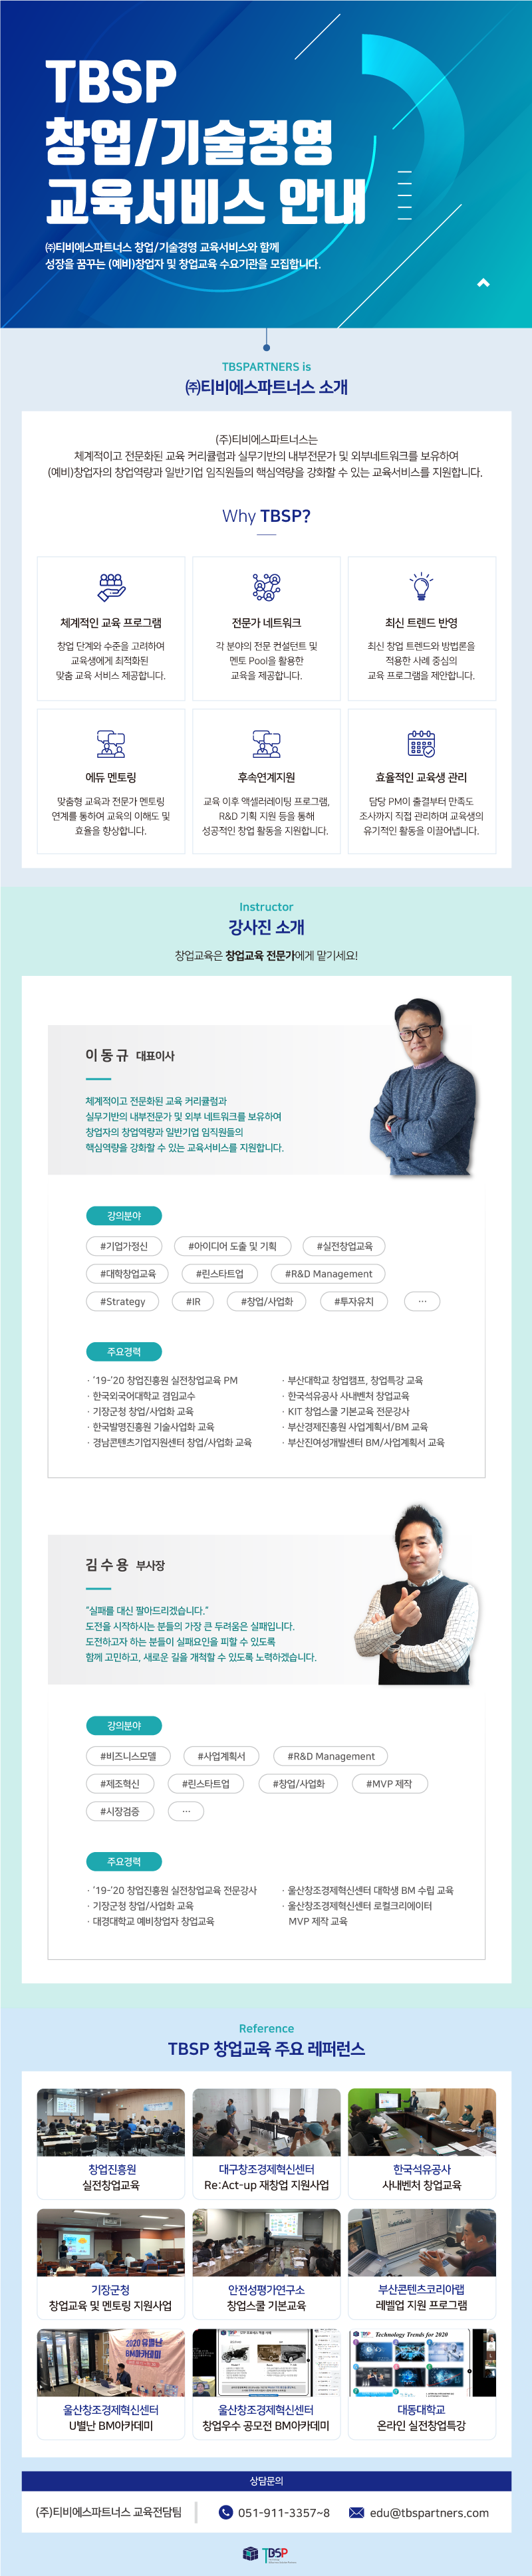 TBSP
창업/기술경영
교육서비스 안내
㈜티비에스파트너스 창업/기술경영 교육서비스와 함께
성장을 꿈꾸는 (예비)창업자 및 창업교육 수요기관을 모집합니다.
TBSPARTNERS is
㈜티비에스파트너스 소개
(주)티비에스파트너스는
체계적이고 전문화된 교육 커리큘럼과 실무기반의 내부전문가 및 외부네트워크를 보유하여
(예비)창업자의 창업역량과 일반기업 임직원들의 핵심역량을 강화할 수 있는 교육서비스를 지원합니다.
Why TBSP?
체계적인 교육 프로그램
창업 단계와 수준을 고려하여
교육생에게 최적화된
맞춤 교육 서비스 제공합니다.
전문가 네트워크
각 분야의 전문 컨설턴트 및
멘토 Pool을 활용한
교육을 제공합니다.
최신 트렌드 반영
최신 창업 트렌드와 방법론을
적용한 사례 중심의
교육 프로그램을 제안합니다.
에듀 멘토링
맞춤형 교육과 전문가 멘토링
연계를 통하여 교육의 이해도 및
효율을 향상합니다.
후속연계지원
교육 이후 액셀러레이팅 프로그램,
R&D 기획 지원 등을 통해
성공적인 창업 활동을 지원합니다.
효율적인 교육생 관리
담당 PM이 출결부터 만족도
조사까지 직접 관리하며 교육생의
유기적인 활동을 이끌어냅니다.
Instructor
강사진 소개
창업교육은 창업교육 전문가에게 맡기세요!
이동규 대표이사
체계적이고 전문화된 교육 커리큘럼과
실무기반의 내부전문가 및 외부 네트워크를 보유하여
창업자의 창업역량과 일반기업 임직원들의
핵심역량을 강화할 수 있는 교육서비스를 지원합니다.
강의분야
#기업가정신 #아이디어 도출 및 기획 #실전창업교육
#대학창업교육 #린스타트업 #R&D Management
#Strategy #IR #창업/사업화 #투자유치 ...
주요경력
· '19-'20 창업진흥원 실전창업교육 PM
· 한국외국어대학교 겸임교수
· 기장군청 창업/사업화 교육
· 한국발명진흥원 기술사업화 교육
· 경남콘텐츠기업지원센터 창업/사업화 교육
· 부산대학교 창업캠프, 창업특강 교육
· 한국석유공사 사내벤처 창업교육
· KIT 창업스쿨 기본교육 전문강사
· 부산경제진흥원 사업계획서/BM 교육
· 부산진여성개발센터 BM/사업계획서 교육
김수용 부사장
"실패를 대신 팔아드리겠습니다."
도전을 시작하시는 분들의 가장 큰 두려움은 실패입니다.
도전하고자 하는 분들이 실패요인을 피할 수 있도록
함께 고민하고, 새로운 길을 개척할 수 있도록 노력하겠습니다.
강의분야
#비즈니스모델 #사업계획서 #R&D Management
#제조혁신 #린스타트업 #창업/사업화 #MVP 제작
#시장검증 ...
주요경력
· '19-'20 창업진흥원 실전창업교육 전문강사
· 기장군청 창업/사업화 교육
· 대경대학교 예비창업자 창업교육
· 울산창조경제혁신센터 대학생 BM 수립 교육
· 울산창조경제혁신센터 로컬크리에이터
MVP 제작 교육
Reference
TBSP 창업교육 주요 레퍼런스
창업진흥원
실전창업교육
대구창조경제혁신센터
Re:Act-up 재창업 지원사업
한국석유공사
사내벤처 창업교육
기장군청
창업교육 및 멘토링 지원사업
안전성평가연구소
창업스쿨 기본교육
부산콘텐츠코리아랩
레벨업 지원 프로그램
2020 유별난
BM아카데미
Technology Trends for 2020
울산창조경제혁신센터
U별난 BM아카데미
울산창조경제혁신센터
창업우수 공모전 BM아카데미
대동대학교
온라인 실전창업특강
상담문의
(주)티비에스파트너스 교육전담팀
051-911-3357~8
edu@tbspartners.com
TBSP